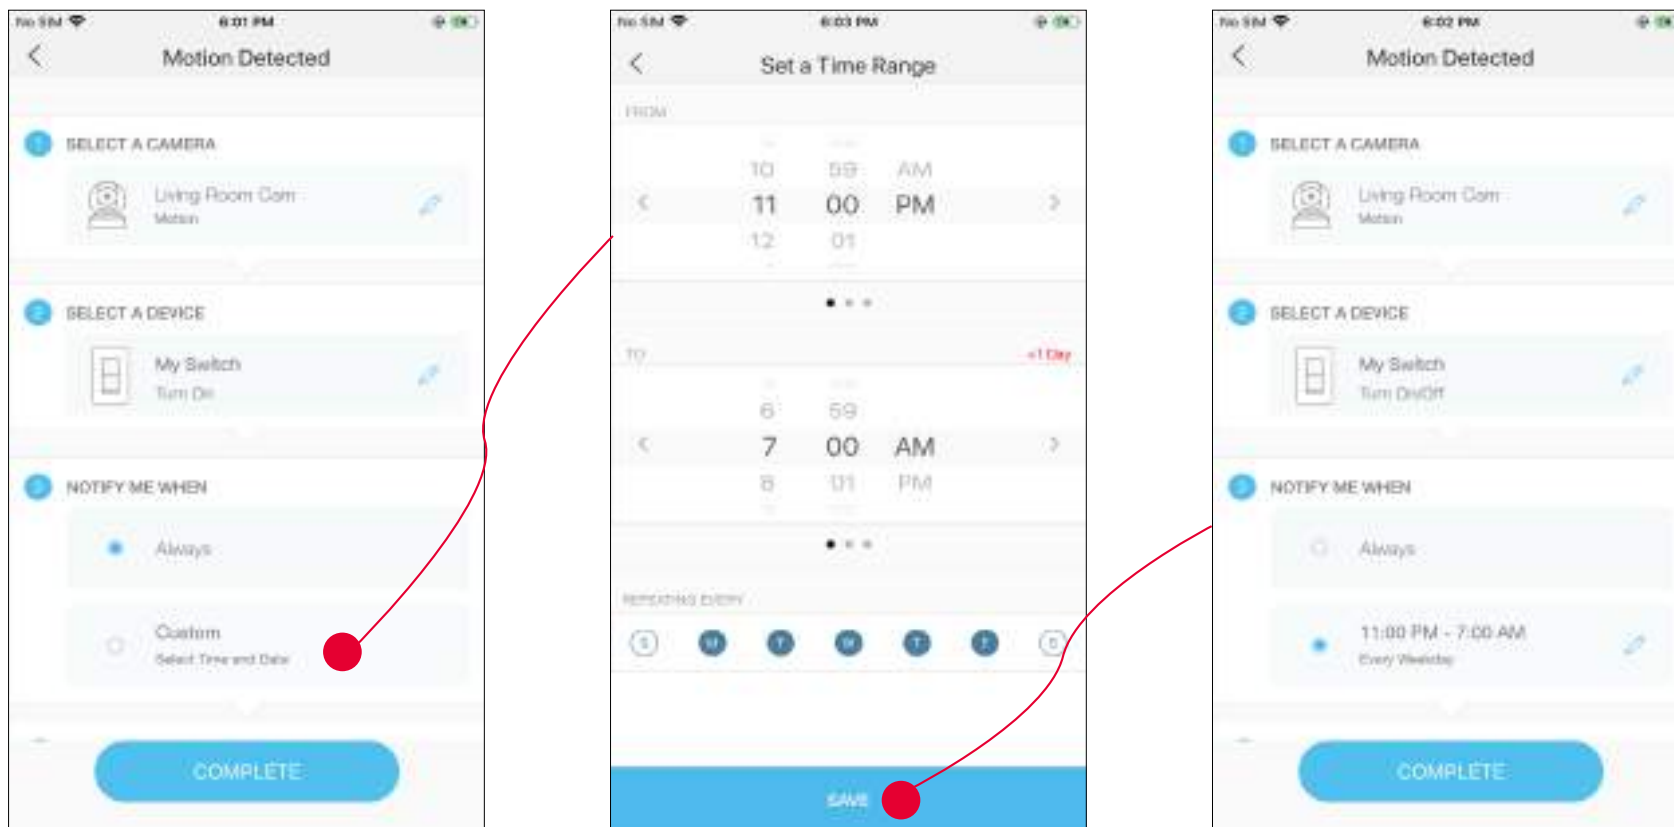 No SIM 6:01 PM
Motion Detected
SELECT A CAMERA
Living Room Cam
Motion
SELECT A DEVICE
My Switch
Turn On
NOTIFY ME WHEN
Always
Custom
Select Time and Date
COMPLETE
No SIM 6:03 PM
Set a Time Range
FROM
10 59 AM
11 00 PM
12 01
TO +1 Day
6 59
7 00 AM
8 01 PM
REPEATING EVERY
S M T W T F S
SAVE
No SIM 6:02 PM
Motion Detected
SELECT A CAMERA
Living Room Cam
Motion
SELECT A DEVICE
My Switch
Turn On/Off
NOTIFY ME WHEN
Always
11:00 PM - 7:00 AM
Every Weekday
COMPLETE